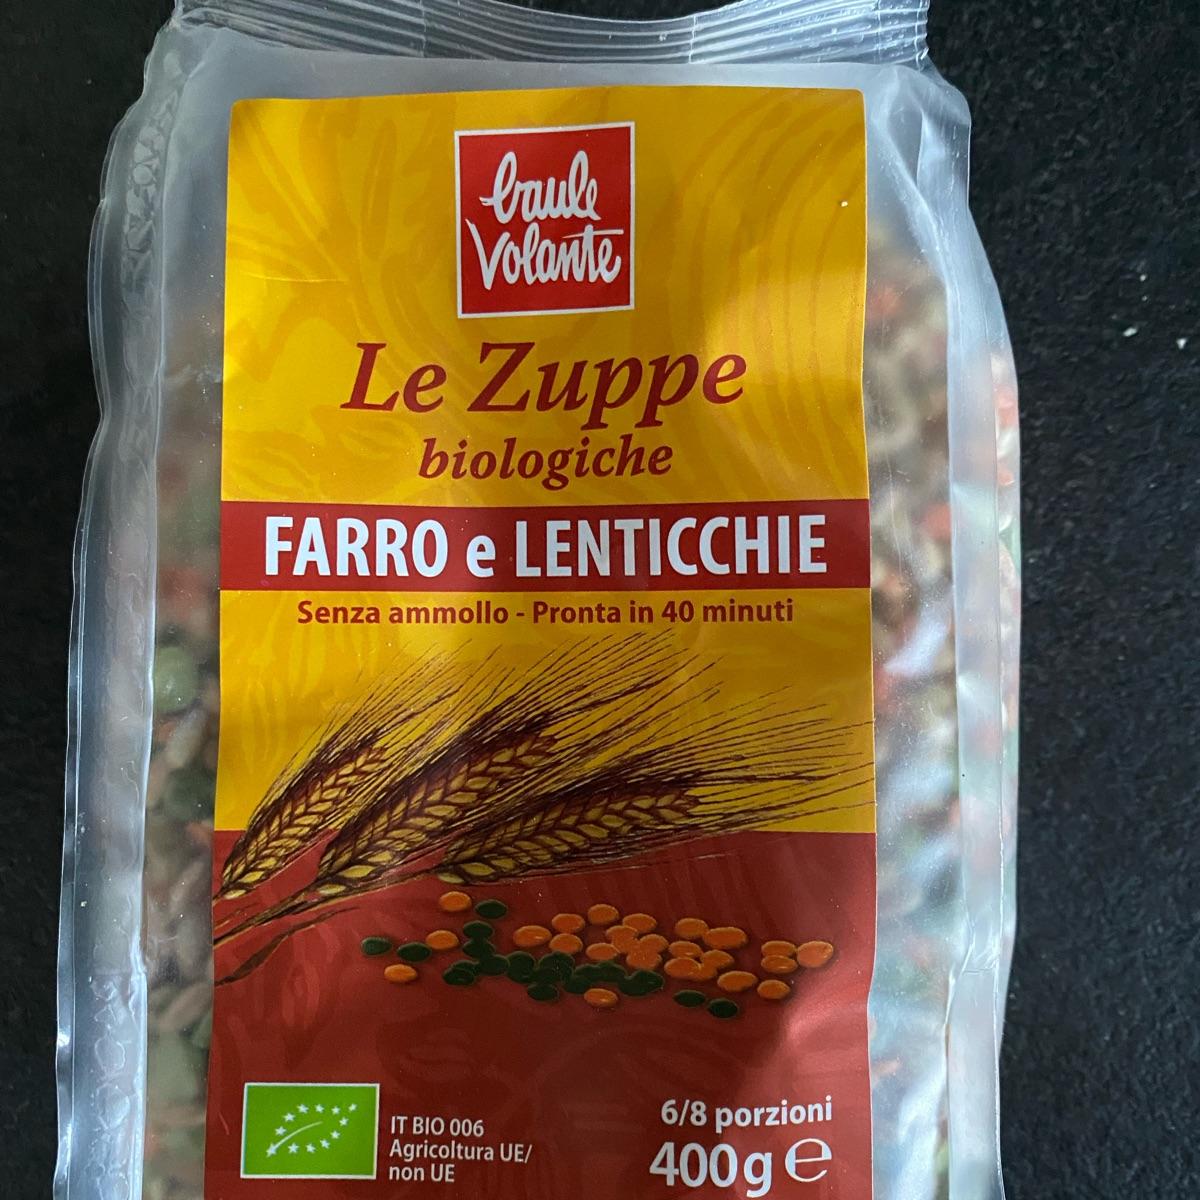 baule
volante
Le Zuppe
biologiche
FARRO e LENTICCHIE
Senza ammollo - Pronta in 40 minuti
IT BIO 006
Agricoltura UE/
non UE
6/8 porzioni
400g e